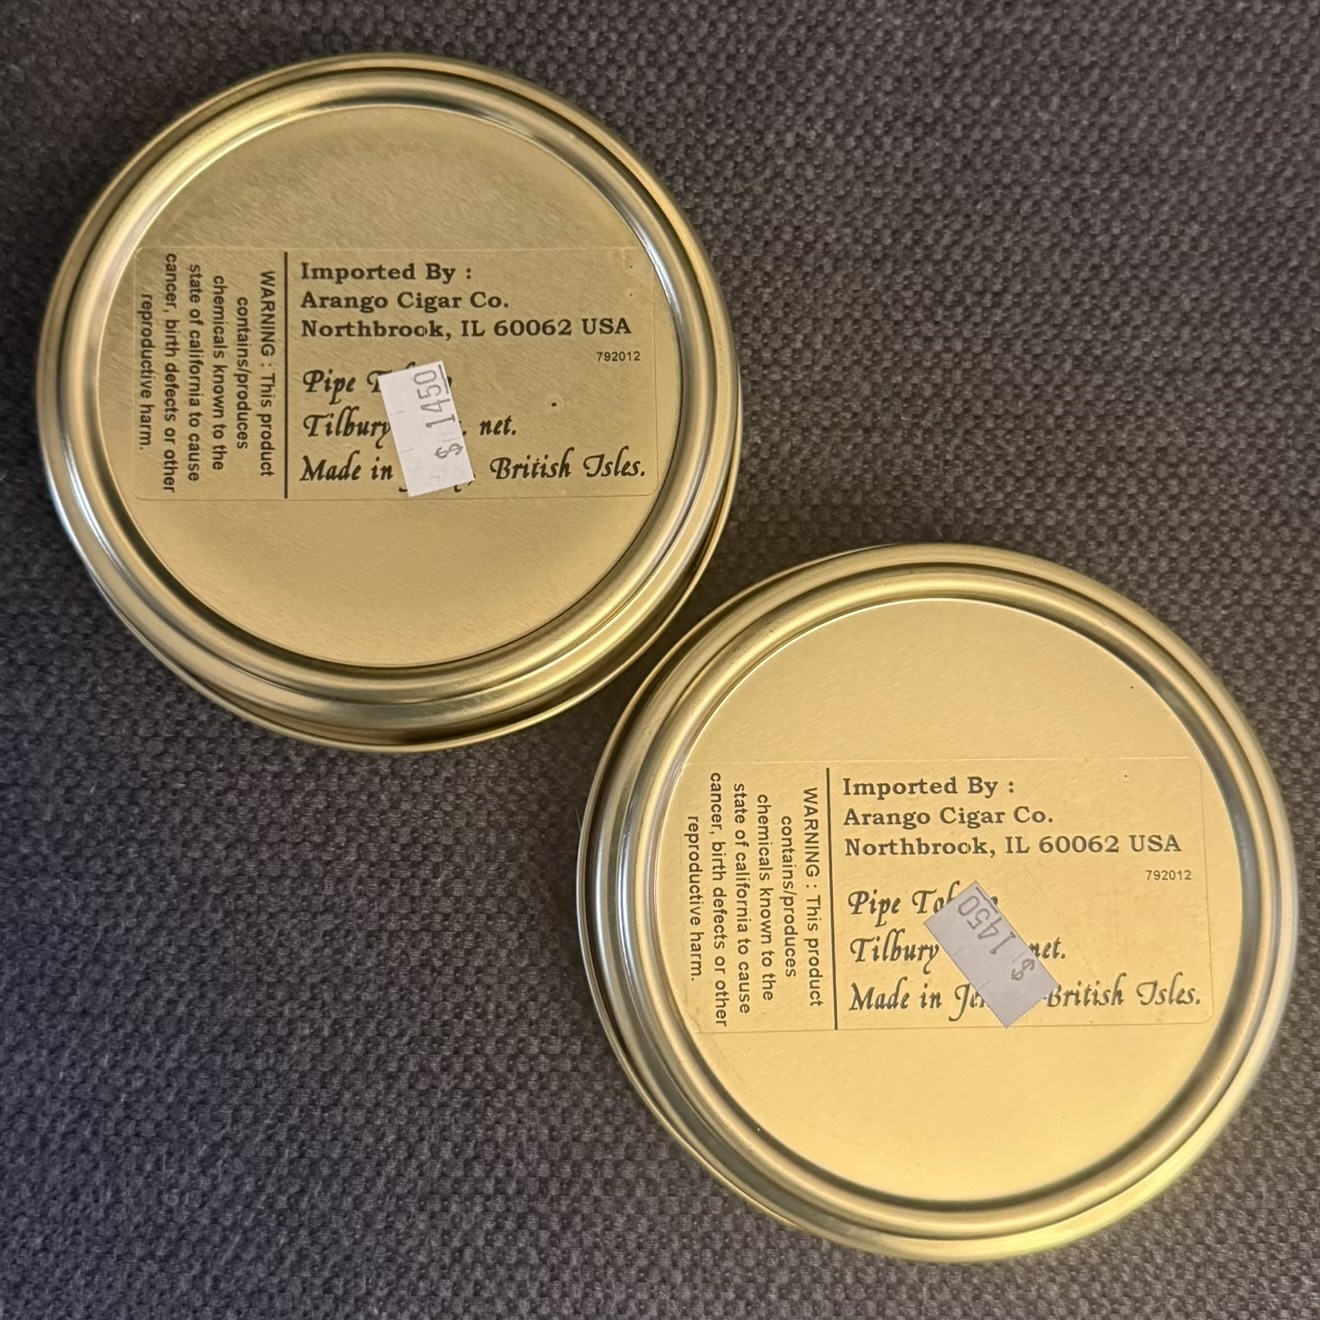 Imported By :
Arango Cigar Co.
Northbrook, IL 60062 USA
792012
Pipe
Tilbury net.
Made in British Isles.
$ 1450
WARNING : This product
contains/produces
chemicals known to the
state of california to cause
cancer, birth defects or other
reproductive harm.
Imported By :
Arango Cigar Co.
Northbrook, IL 60062 USA
792012
Pipe
Tilbury net.
Made in British Isles.
$ 1450
WARNING : This product
contains/produces
chemicals known to the
state of california to cause
cancer, birth defects or other
reproductive harm.